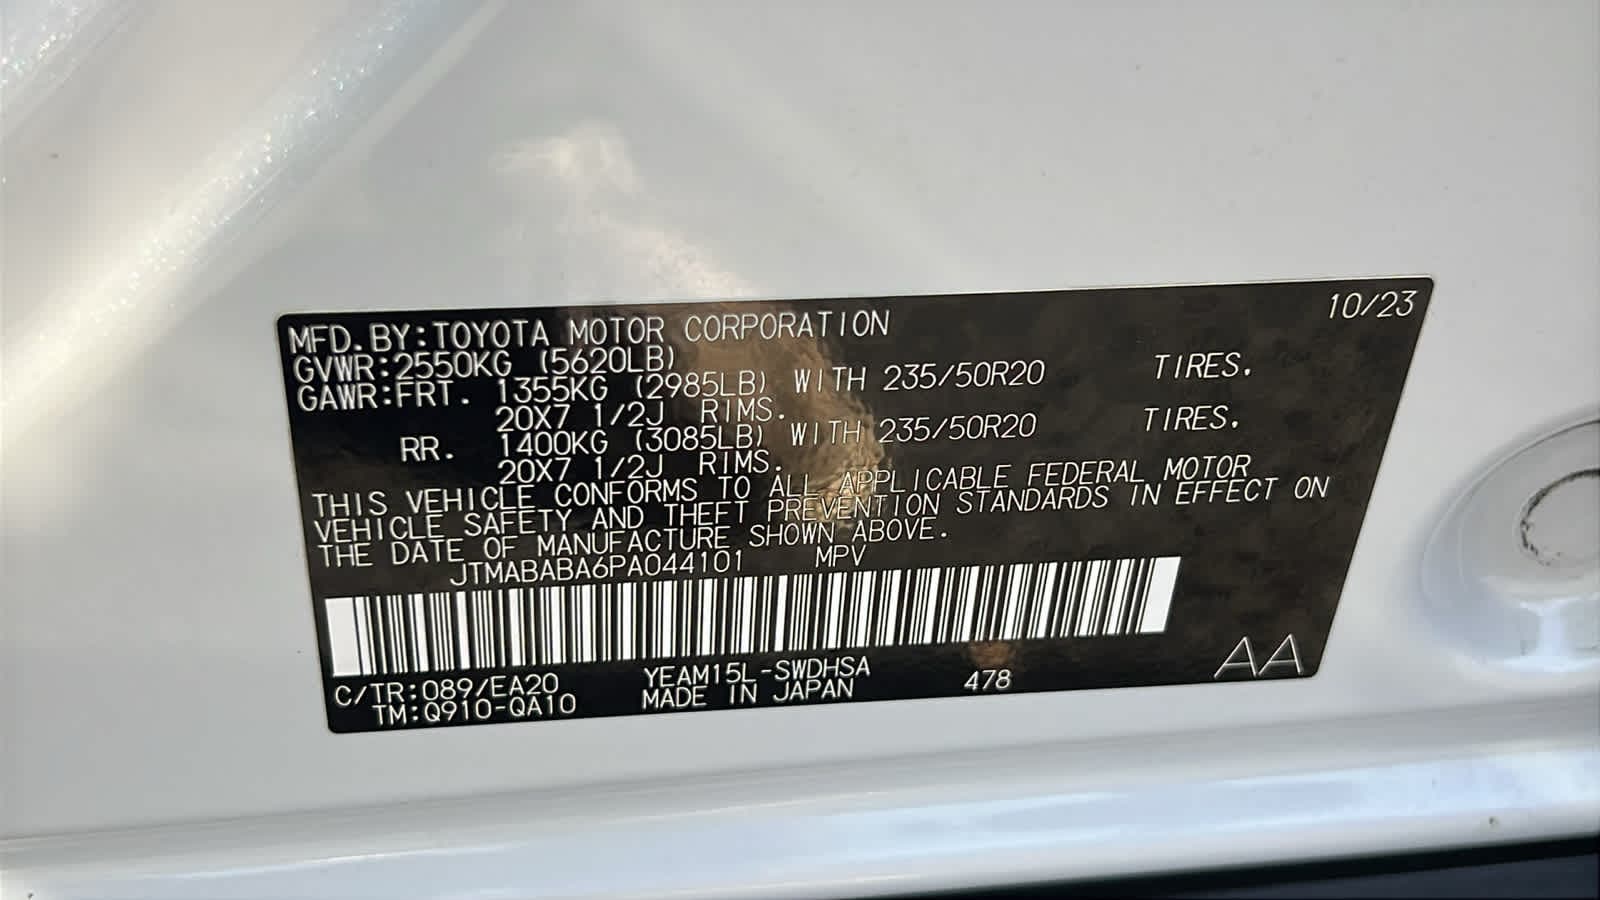 10/23
MFD. BY:TOYOTA MOTOR CORPORATION
GVWR:2550KG (5620LB)
GAWR:FRT. 1355KG (2985LB) WITH 235/50R20 TIRES.
20X7 1/2J RIMS.
RR. 1400KG (3085LB) WITH 235/50R20 TIRES.
20X7 1/2J RIMS.
THIS VEHICLE CONFORMS TO ALL APPLICABLE FEDERAL MOTOR
VEHICLE SAFETY AND THEFT PREVENTION STANDARDS IN EFFECT ON
THE DATE OF MANUFACTURE SHOWN ABOVE.
JTMABABA6PA044101 MPV
C/TR:089/EA20 YEAM15L-SWDHSA 478 AA
TM:Q910-QA10 MADE IN JAPAN